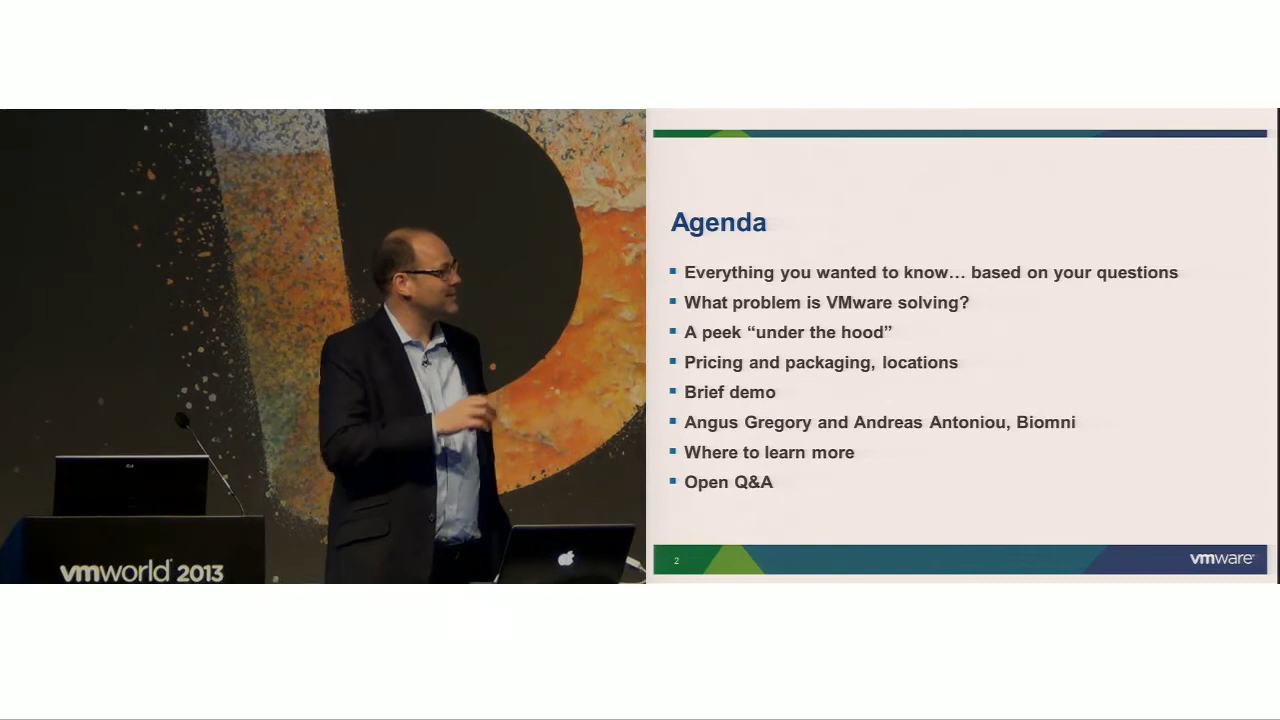 vmworld 2013
Agenda
Everything you wanted to know… based on your questions
What problem is VMware solving?
A peek “under the hood”
Pricing and packaging, locations
Brief demo
Angus Gregory and Andreas Antoniou, Biomni
Where to learn more
Open Q&A
2
vmware